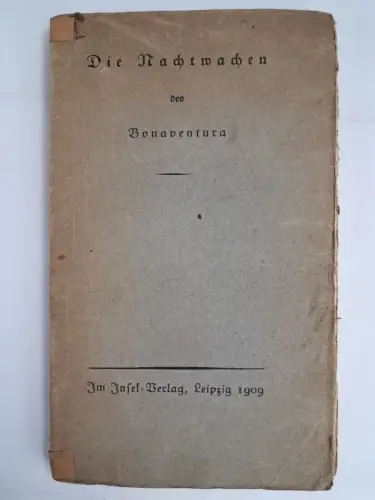 Die Nachtwachen
des
Bonaventura
Im Inſel-Verlag, Leipzig 1909